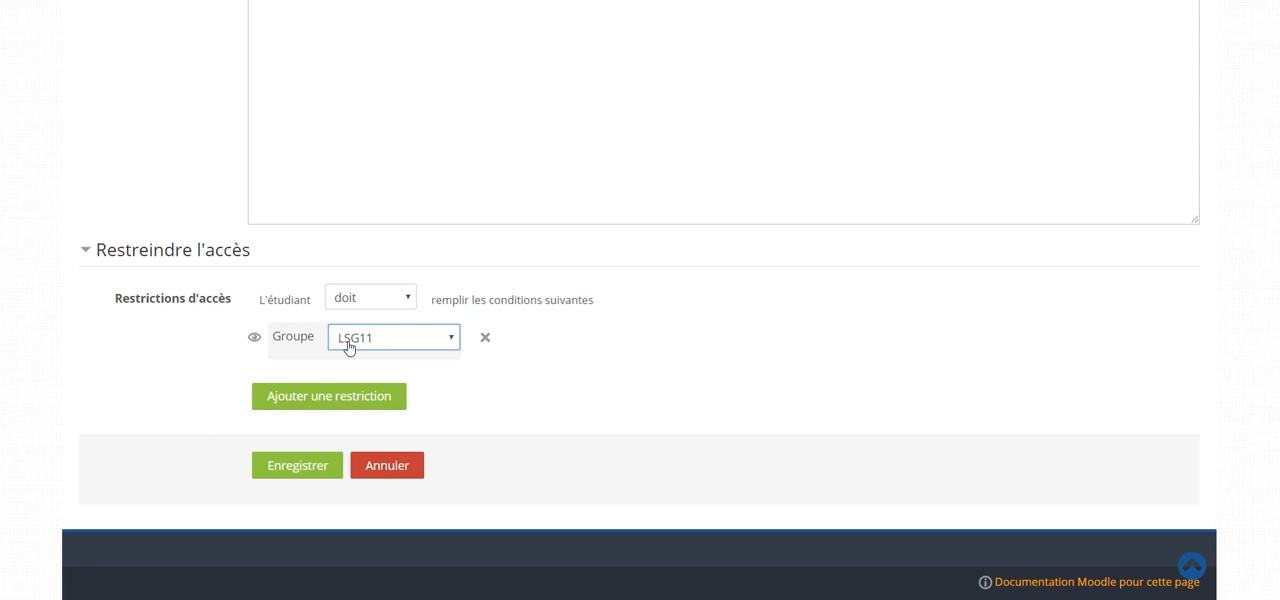 Restreindre l'accès
Restrictions d'accès L'étudiant doit remplir les conditions suivantes
Groupe LSG11
Ajouter une restriction
Enregistrer Annuler
Documentation Moodle pour cette page